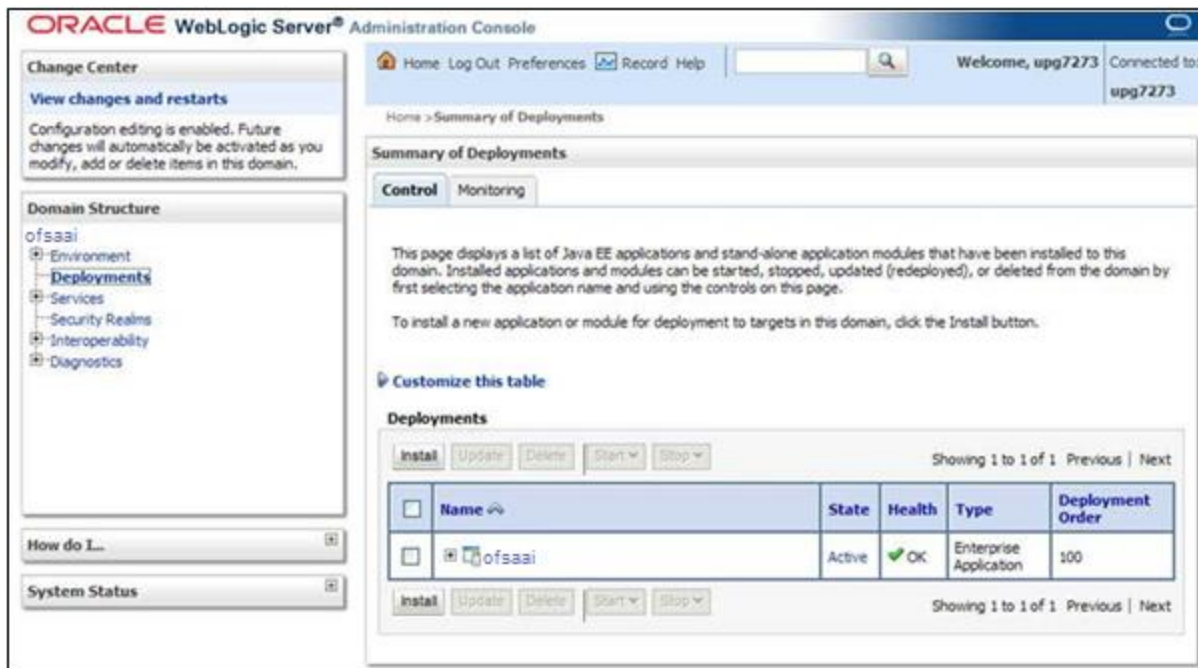 ORACLE WebLogic Server® Administration Console
Change Center
View changes and restarts
Configuration editing is enabled. Future
changes will automatically be activated as you
modify, add or delete items in this domain.
Domain Structure
ofsaai
Environment
Deployments
Services
Security Realms
Interoperability
Diagnostics
How do I...
System Status
Home Log Out Preferences Record Help
Welcome, upg7273
Connected to:
upg7273
Home >Summary of Deployments
Summary of Deployments
Control Monitoring
This page displays a list of Java EE applications and stand-alone application modules that have been installed to this
domain. Installed applications and modules can be started, stopped, updated (redeployed), or deleted from the domain by
first selecting the application name and using the controls on this page.
To install a new application or module for deployment to targets in this domain, click the Install button.
Customize this table
Deployments
Install Update Delete Start Stop
Showing 1 to 1 of 1 Previous | Next
Name State Health Type Deployment
Order
ofsaai Active OK Enterprise
Application 100
Install Update Delete Start Stop
Showing 1 to 1 of 1 Previous | Next